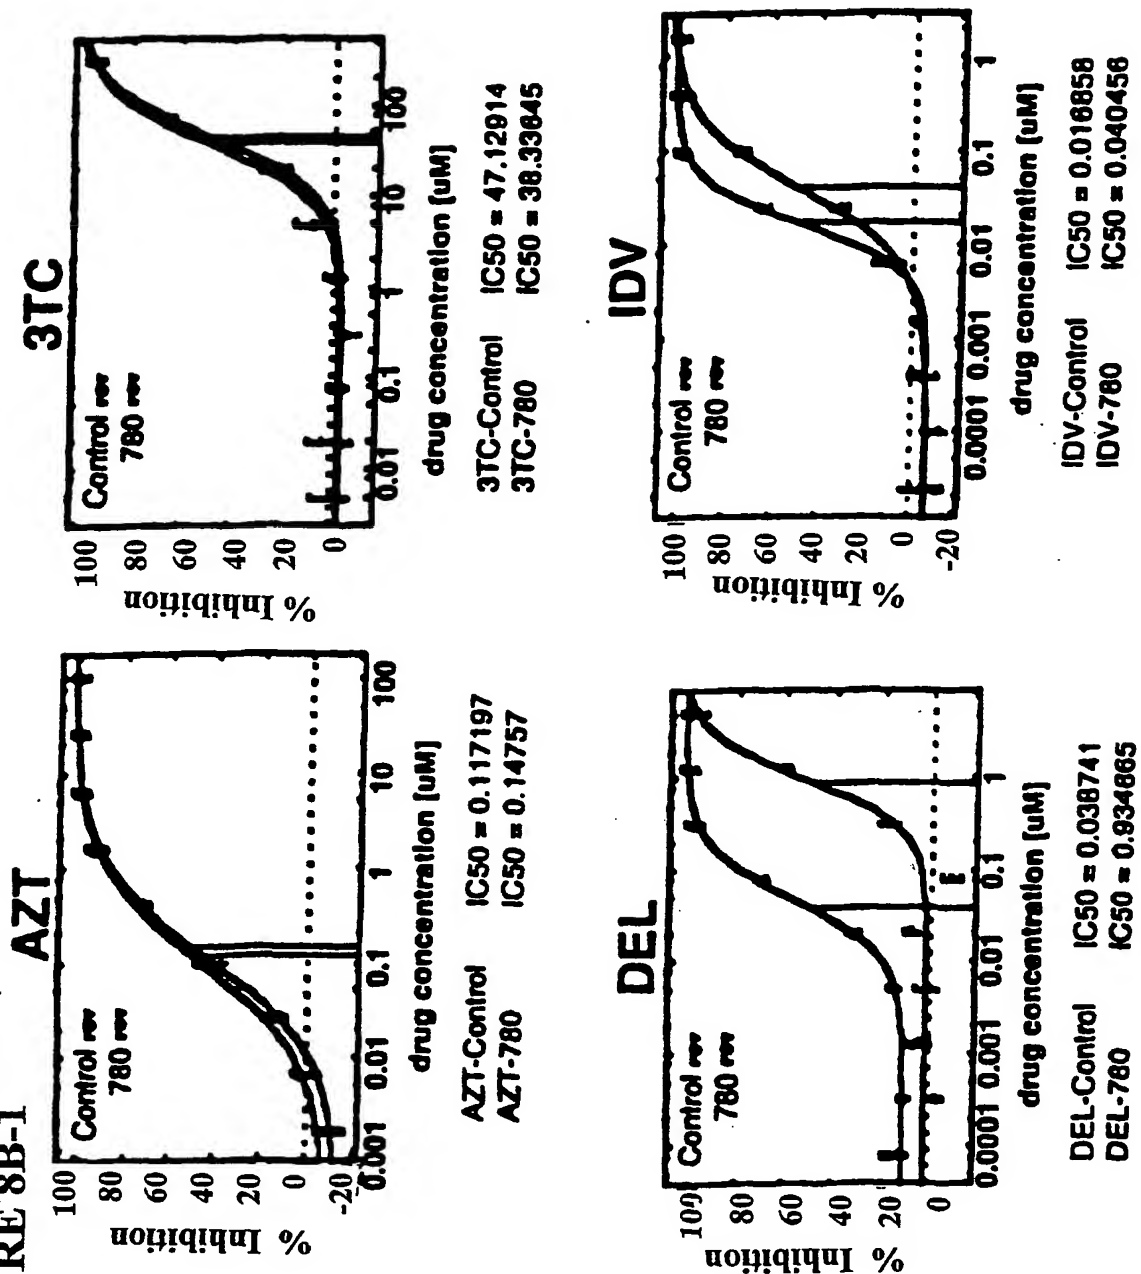 RE 8B-1
AZT
Control
780
% Inhibition
100
80
60
40
20
0
-20
0.001 0.01 0.1 1 10 100
drug concentration [uM]
AZT-Control IC50 = 0.117197
AZT-780 IC50 = 0.14757
3TC
Control
780
% Inhibition
100
80
60
40
20
0
0.01 0.1 1 10 100
drug concentration [uM]
3TC-Control IC50 = 47.12914
3TC-780 IC50 = 38.33645
DEL
Control
780
% Inhibition
100
80
60
40
20
0
0.0001 0.001 0.01 0.1 1
drug concentration [uM]
DEL-Control IC50 = 0.038741
DEL-780 IC50 = 0.934865
IDV
Control
780
% Inhibition
100
80
60
40
20
0
-20
0.0001 0.001 0.01 0.1 1
drug concentration [uM]
IDV-Control IC50 = 0.016858
IDV-780 IC50 = 0.040456